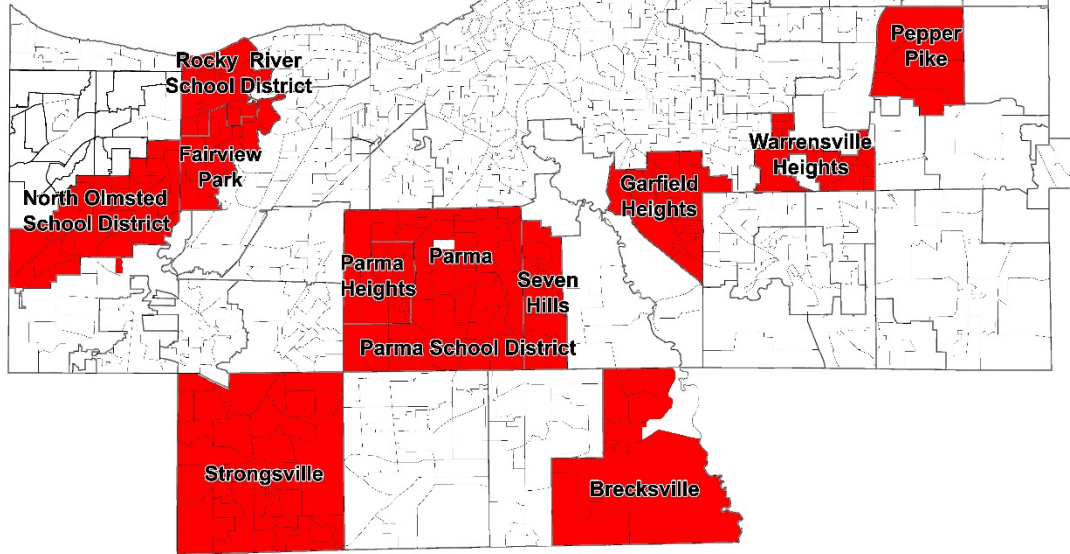 Pepper
Pike
Rocky River
School District
Warrensville
Heights
Fairview
Park
Garfield
Heights
North Olmsted
School District
Parma
Parma
Heights
Seven
Hills
Parma School District
Strongsville
Brecksville